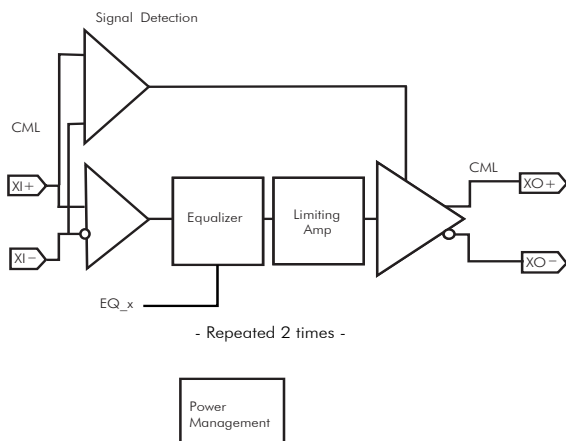 Signal Detection
CML
XI+
XI−
CML
XO+
XO−
Equalizer
Limiting
Amp
EQ_x
- Repeated 2 times -
Power
Management